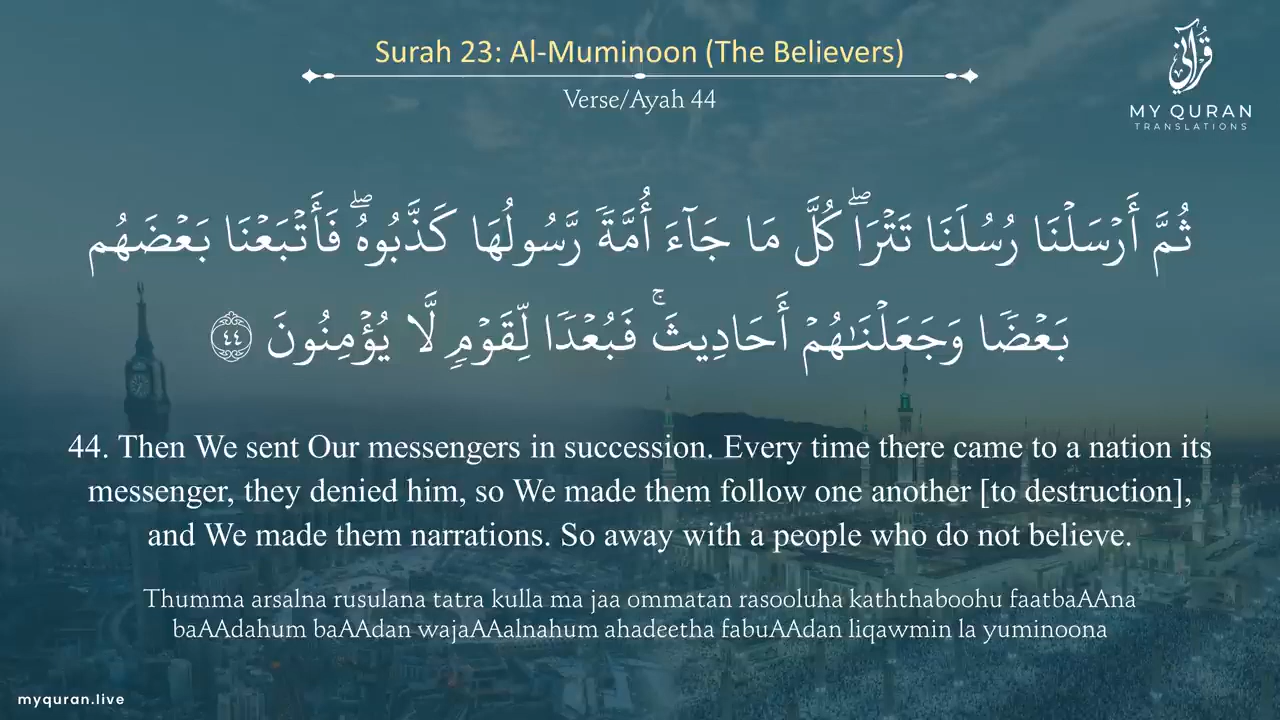 Surah 23: Al-Muminoon (The Believers)
Verse/Ayah 44
قرآني
MY QURAN
TRANSLATIONS
ثُمَّ أَرۡسَلۡنَا رُسُلَنَا تَتۡرَاۖ كُلَّ مَا جَآءَ أُمَّةٗ رَّسُولُهَا كَذَّبُوهُۖ فَأَتۡبَعۡنَا بَعۡضَهُم
بَعۡضٗا وَجَعَلۡنَٰهُمۡ أَحَادِيثَۚ فَبُعۡدٗا لِّقَوۡمٖ لَّا يُؤۡمِنُونَ ٤٤
44. Then We sent Our messengers in succession. Every time there came to a nation its
messenger, they denied him, so We made them follow one another [to destruction],
and We made them narrations. So away with a people who do not believe.
Thumma arsalna rusulana tatra kulla ma jaa ommatan rasooluha kaththaboohu faatbaAAna
baAAdahum baAAdan wajaAAalnahum ahadeetha fabuAAdan liqawmin la yuminoona
myquran.live